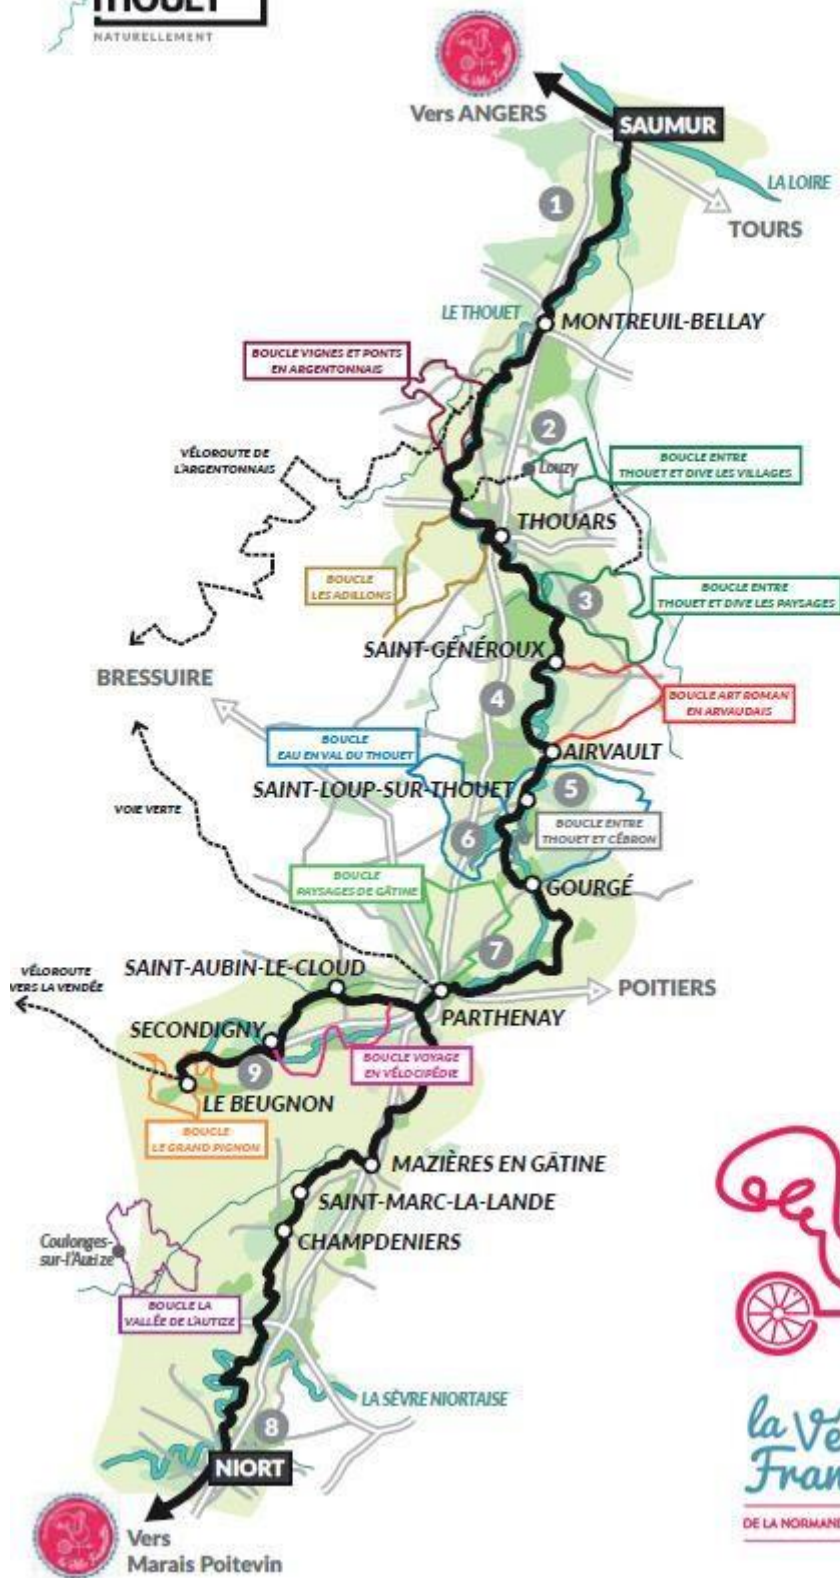 THOUET
NATURELLEMENT
Vers ANGERS
SAUMUR
LA LOIRE
1
TOURS
LE THOUET
MONTREUIL-BELLAY
BOUCLE VIGNES ET PONTS
EN ARGENTONNAIS
2
VÉLOROUTE DE
L'ARGENTONNAIS
Louzy
BOUCLE ENTRE
THOUET ET DIVE LES VILLAGES
THOUARS
BOUCLE
LES ADILLONS
3
BOUCLE ENTRE
THOUET ET DIVE LES PAYSAGES
SAINT-GÉNÉROUX
BRESSUIRE
4
BOUCLE ART ROMAN
EN ARVAUDAIS
BOUCLE
EAU EN VAL DU THOUET
AIRVAULT
SAINT-LOUP-SUR-THOUET
5
VOIE VERTE
6
BOUCLE ENTRE
THOUET ET CÉBRON
BOUCLE
PAYSAGES DE GÂTINE
GOURGÉ
7
VÉLOROUTE
VERS LA VENDÉE
SAINT-AUBIN-LE-CLOUD
POITIERS
PARTHENAY
SECONDIGNY
BOUCLE VOYAGE
EN VÉLOCIPÉDIE
9
LE BEUGNON
BOUCLE
LE GRAND PIGNON
MAZIÈRES EN GÂTINE
SAINT-MARC-LA-LANDE
CHAMPDENIERS
Coulonges-
sur-l'Autize
BOUCLE LA
VALLÉE DE L'AUTIZE
LA SÈVRE NIORTAISE
8
NIORT
la Vé
Fran
DE LA NORMAND
Vers
Marais Poitevin